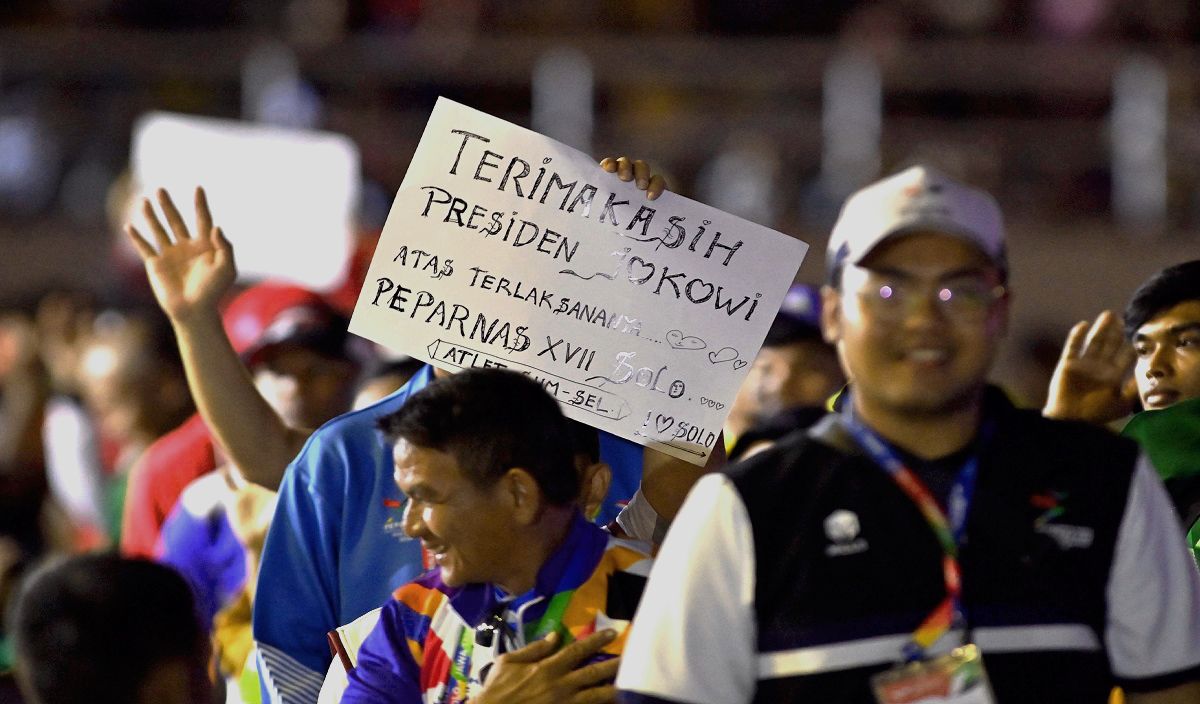 TERIMAKASIH
PRESIDEN JOKOWI
ATAS TERLAKSANANYA....
PEPARNAS XVII SOLO.
ATLET SUM-SEL.
I ♡ SOLO